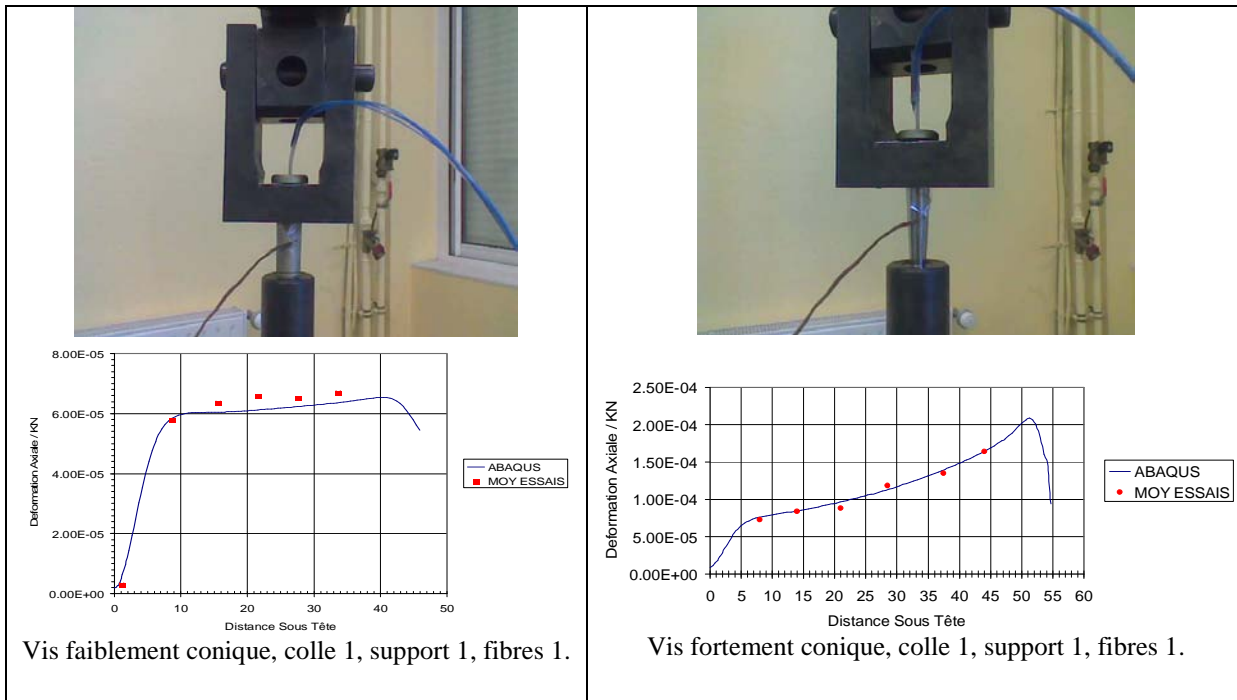 8.00E-05
6.00E-05
4.00E-05
2.00E-05
0.00E+00
Deformation Axiale / KN
0 10 20 30 40 50
Distance Sous Tête
ABAQUS
MOY ESSAIS
Vis faiblement conique, colle 1, support 1, fibres 1.
2.50E-04
2.00E-04
1.50E-04
1.00E-04
5.00E-05
0.00E+00
Deformation Axiale / KN
0 5 10 15 20 25 30 35 40 45 50 55 60
Distance Sous Tête
ABAQUS
MOY ESSAIS
Vis fortement conique, colle 1, support 1, fibres 1.